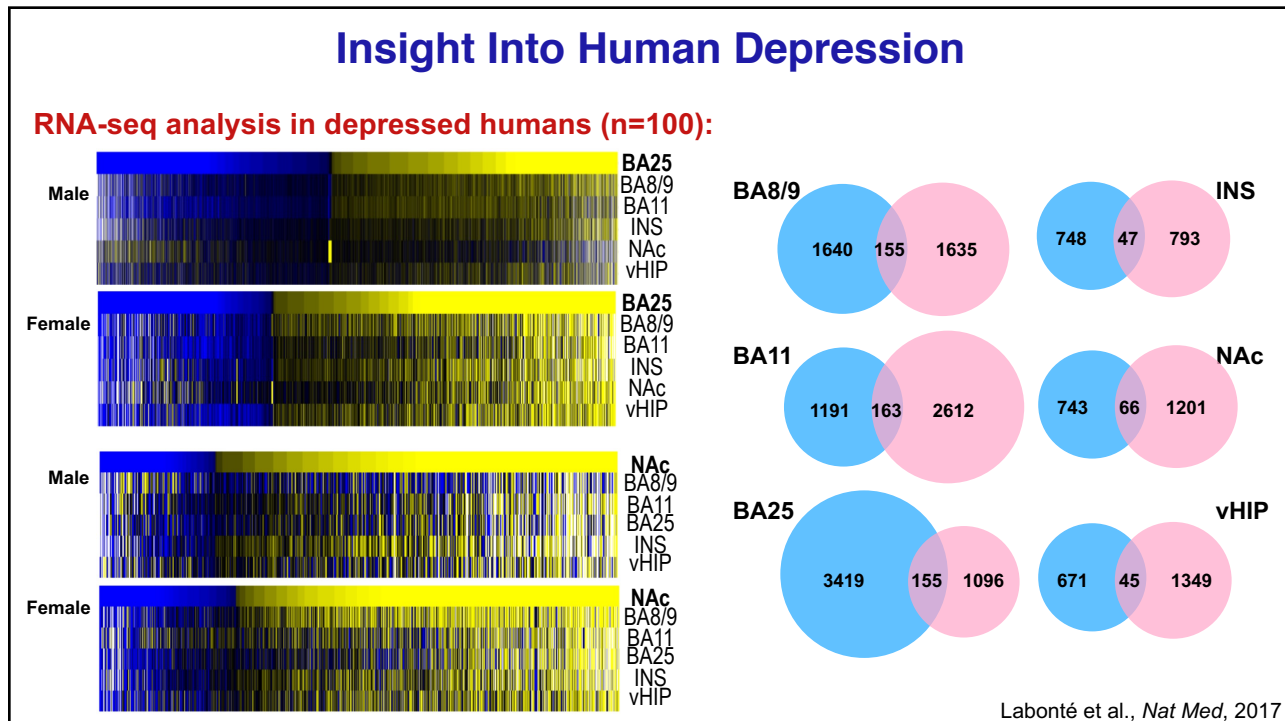 Insight Into Human Depression
RNA-seq analysis in depressed humans (n=100):
Male
BA25
BA8/9
BA11
INS
NAc
vHIP
Female
BA25
BA8/9
BA11
INS
NAc
vHIP
Male
NAc
BA8/9
BA11
BA25
INS
vHIP
Female
NAc
BA8/9
BA11
BA25
INS
vHIP
BA8/9
1640 155 1635
INS
748 47 793
BA11
1191 163 2612
NAc
743 66 1201
BA25
3419 155 1096
vHIP
671 45 1349
Labonté et al., Nat Med, 2017